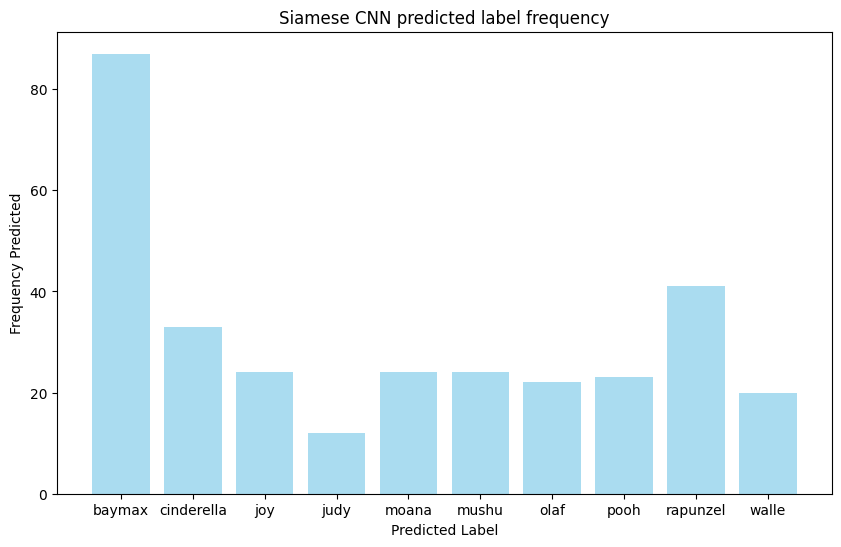 Siamese CNN predicted label frequency
Frequency Predicted
80
60
40
20
0
baymax cinderella joy judy moana mushu olaf pooh rapunzel walle
Predicted Label